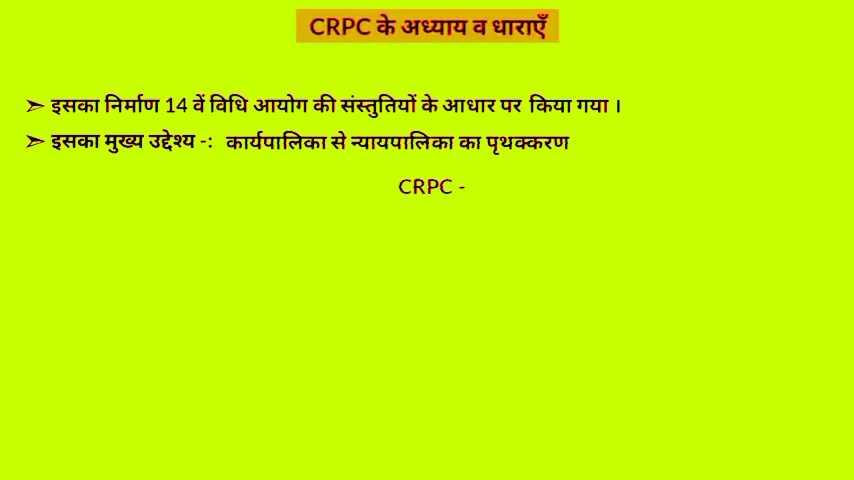 CRPC के अध्याय व धाराएँ
➣ इसका निर्माण 14 वें विधि आयोग की संस्तुतियों के आधार पर किया गया ।
➣ इसका मुख्य उद्देश्य -: कार्यपालिका से न्यायपालिका का पृथक्करण
CRPC -